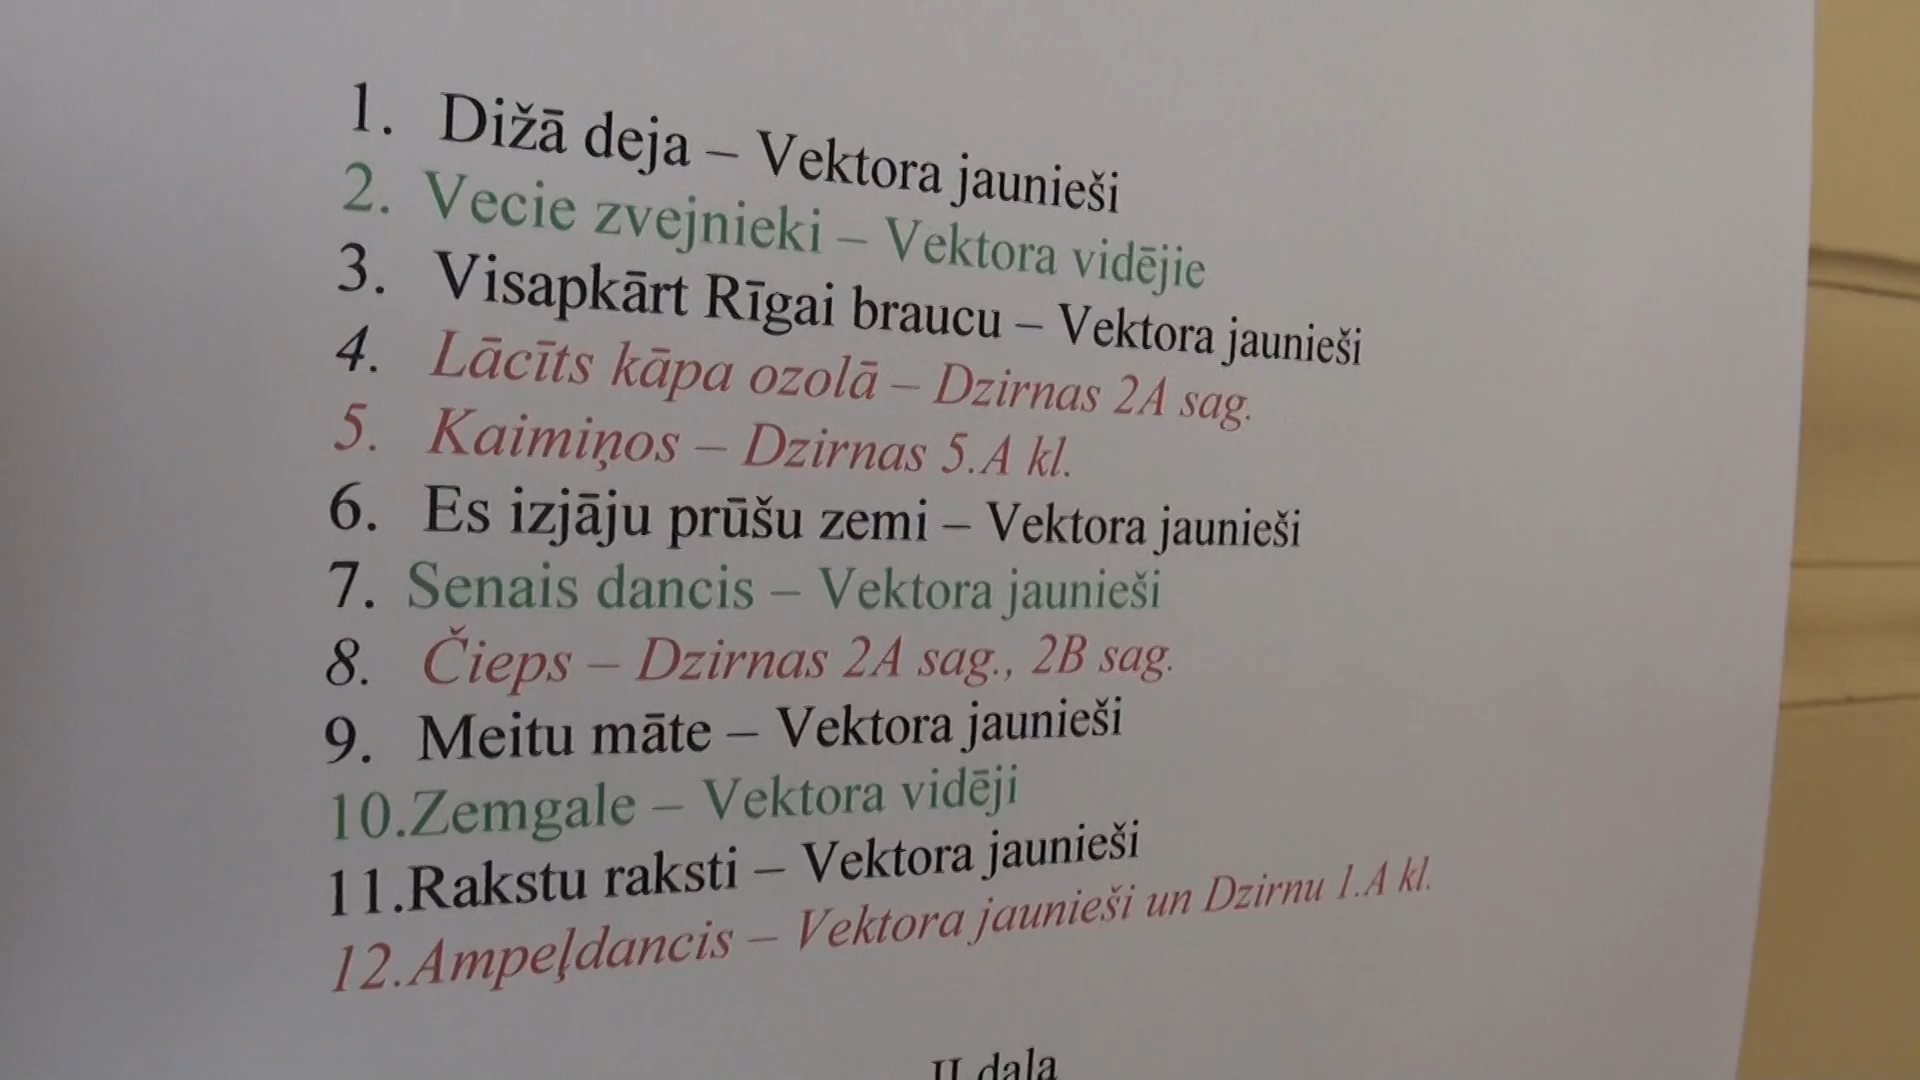 1. Dižā deja – Vektora jaunieši
2. Vecie zvejnieki – Vektora vidējie
3. Visapkārt Rīgai braucu – Vektora jaunieši
4. Lācīts kāpa ozolā – Dzirnas 2A sag.
5. Kaimiņos – Dzirnas 5.A kl.
6. Es izjāju prūšu zemi – Vektora jaunieši
7. Senais dancis – Vektora jaunieši
8. Čieps – Dzirnas 2A sag., 2B sag.
9. Meitu māte – Vektora jaunieši
10.Zemgale – Vektora vidēji
11.Rakstu raksti – Vektora jaunieši
12.Ampeļdancis – Vektora jaunieši un Dzirnu 1.A kl.
II daļa